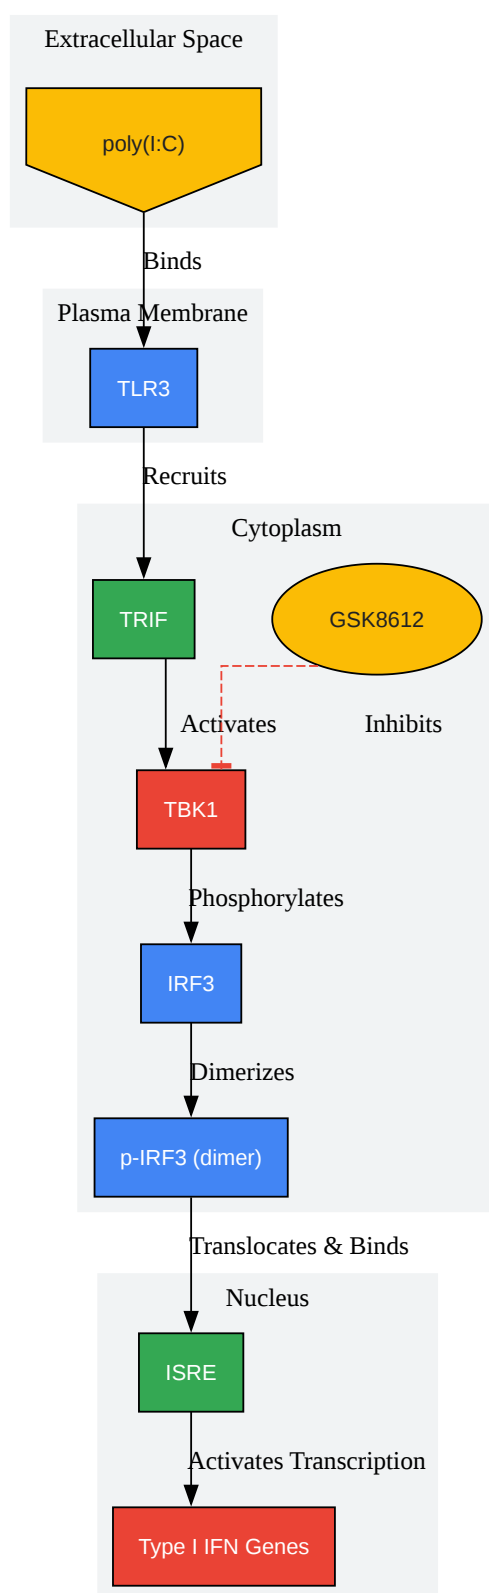 Extracellular Space
poly(I:C)
Binds
Plasma Membrane
TLR3
Recruits
Cytoplasm
TRIF
GSK8612
Activates
Inhibits
TBK1
Phosphorylates
IRF3
Dimerizes
p-IRF3 (dimer)
Translocates & Binds
Nucleus
ISRE
Activates Transcription
Type I IFN Genes